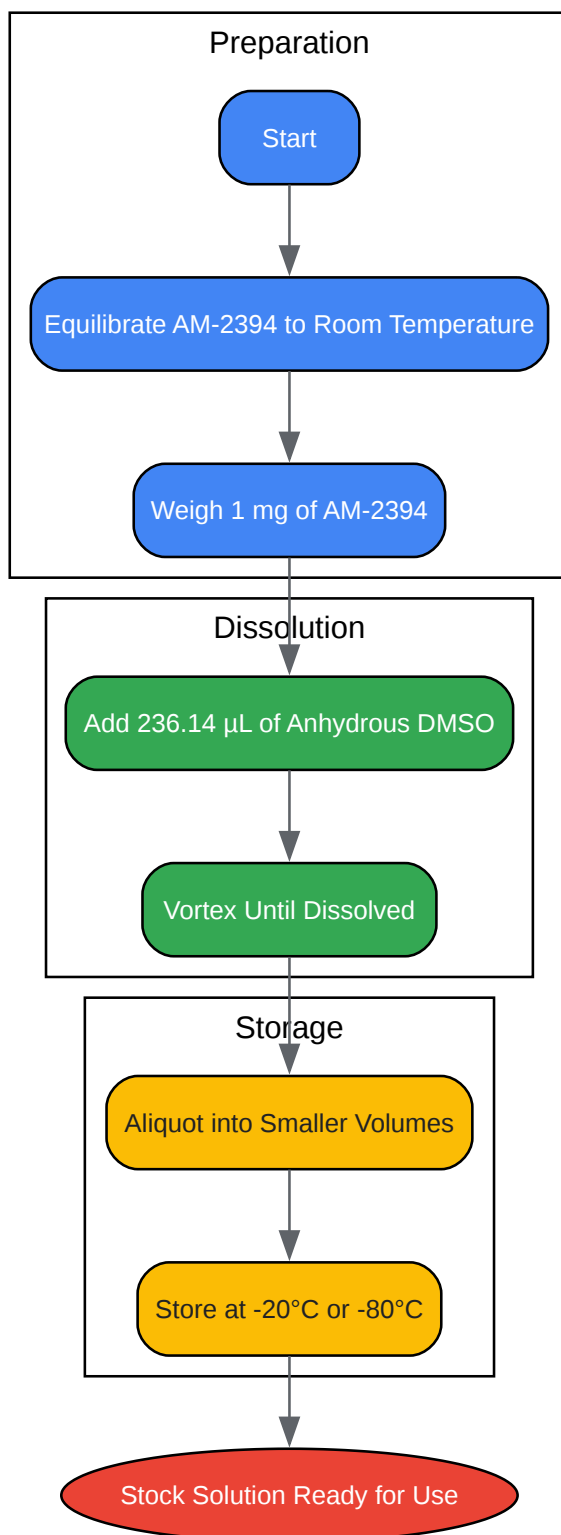 Preparation
Start
Equilibrate AM-2394 to Room Temperature
Weigh 1 mg of AM-2394
Dissolution
Add 236.14 µL of Anhydrous DMSO
Vortex Until Dissolved
Storage
Aliquot into Smaller Volumes
Store at -20°C or -80°C
Stock Solution Ready for Use